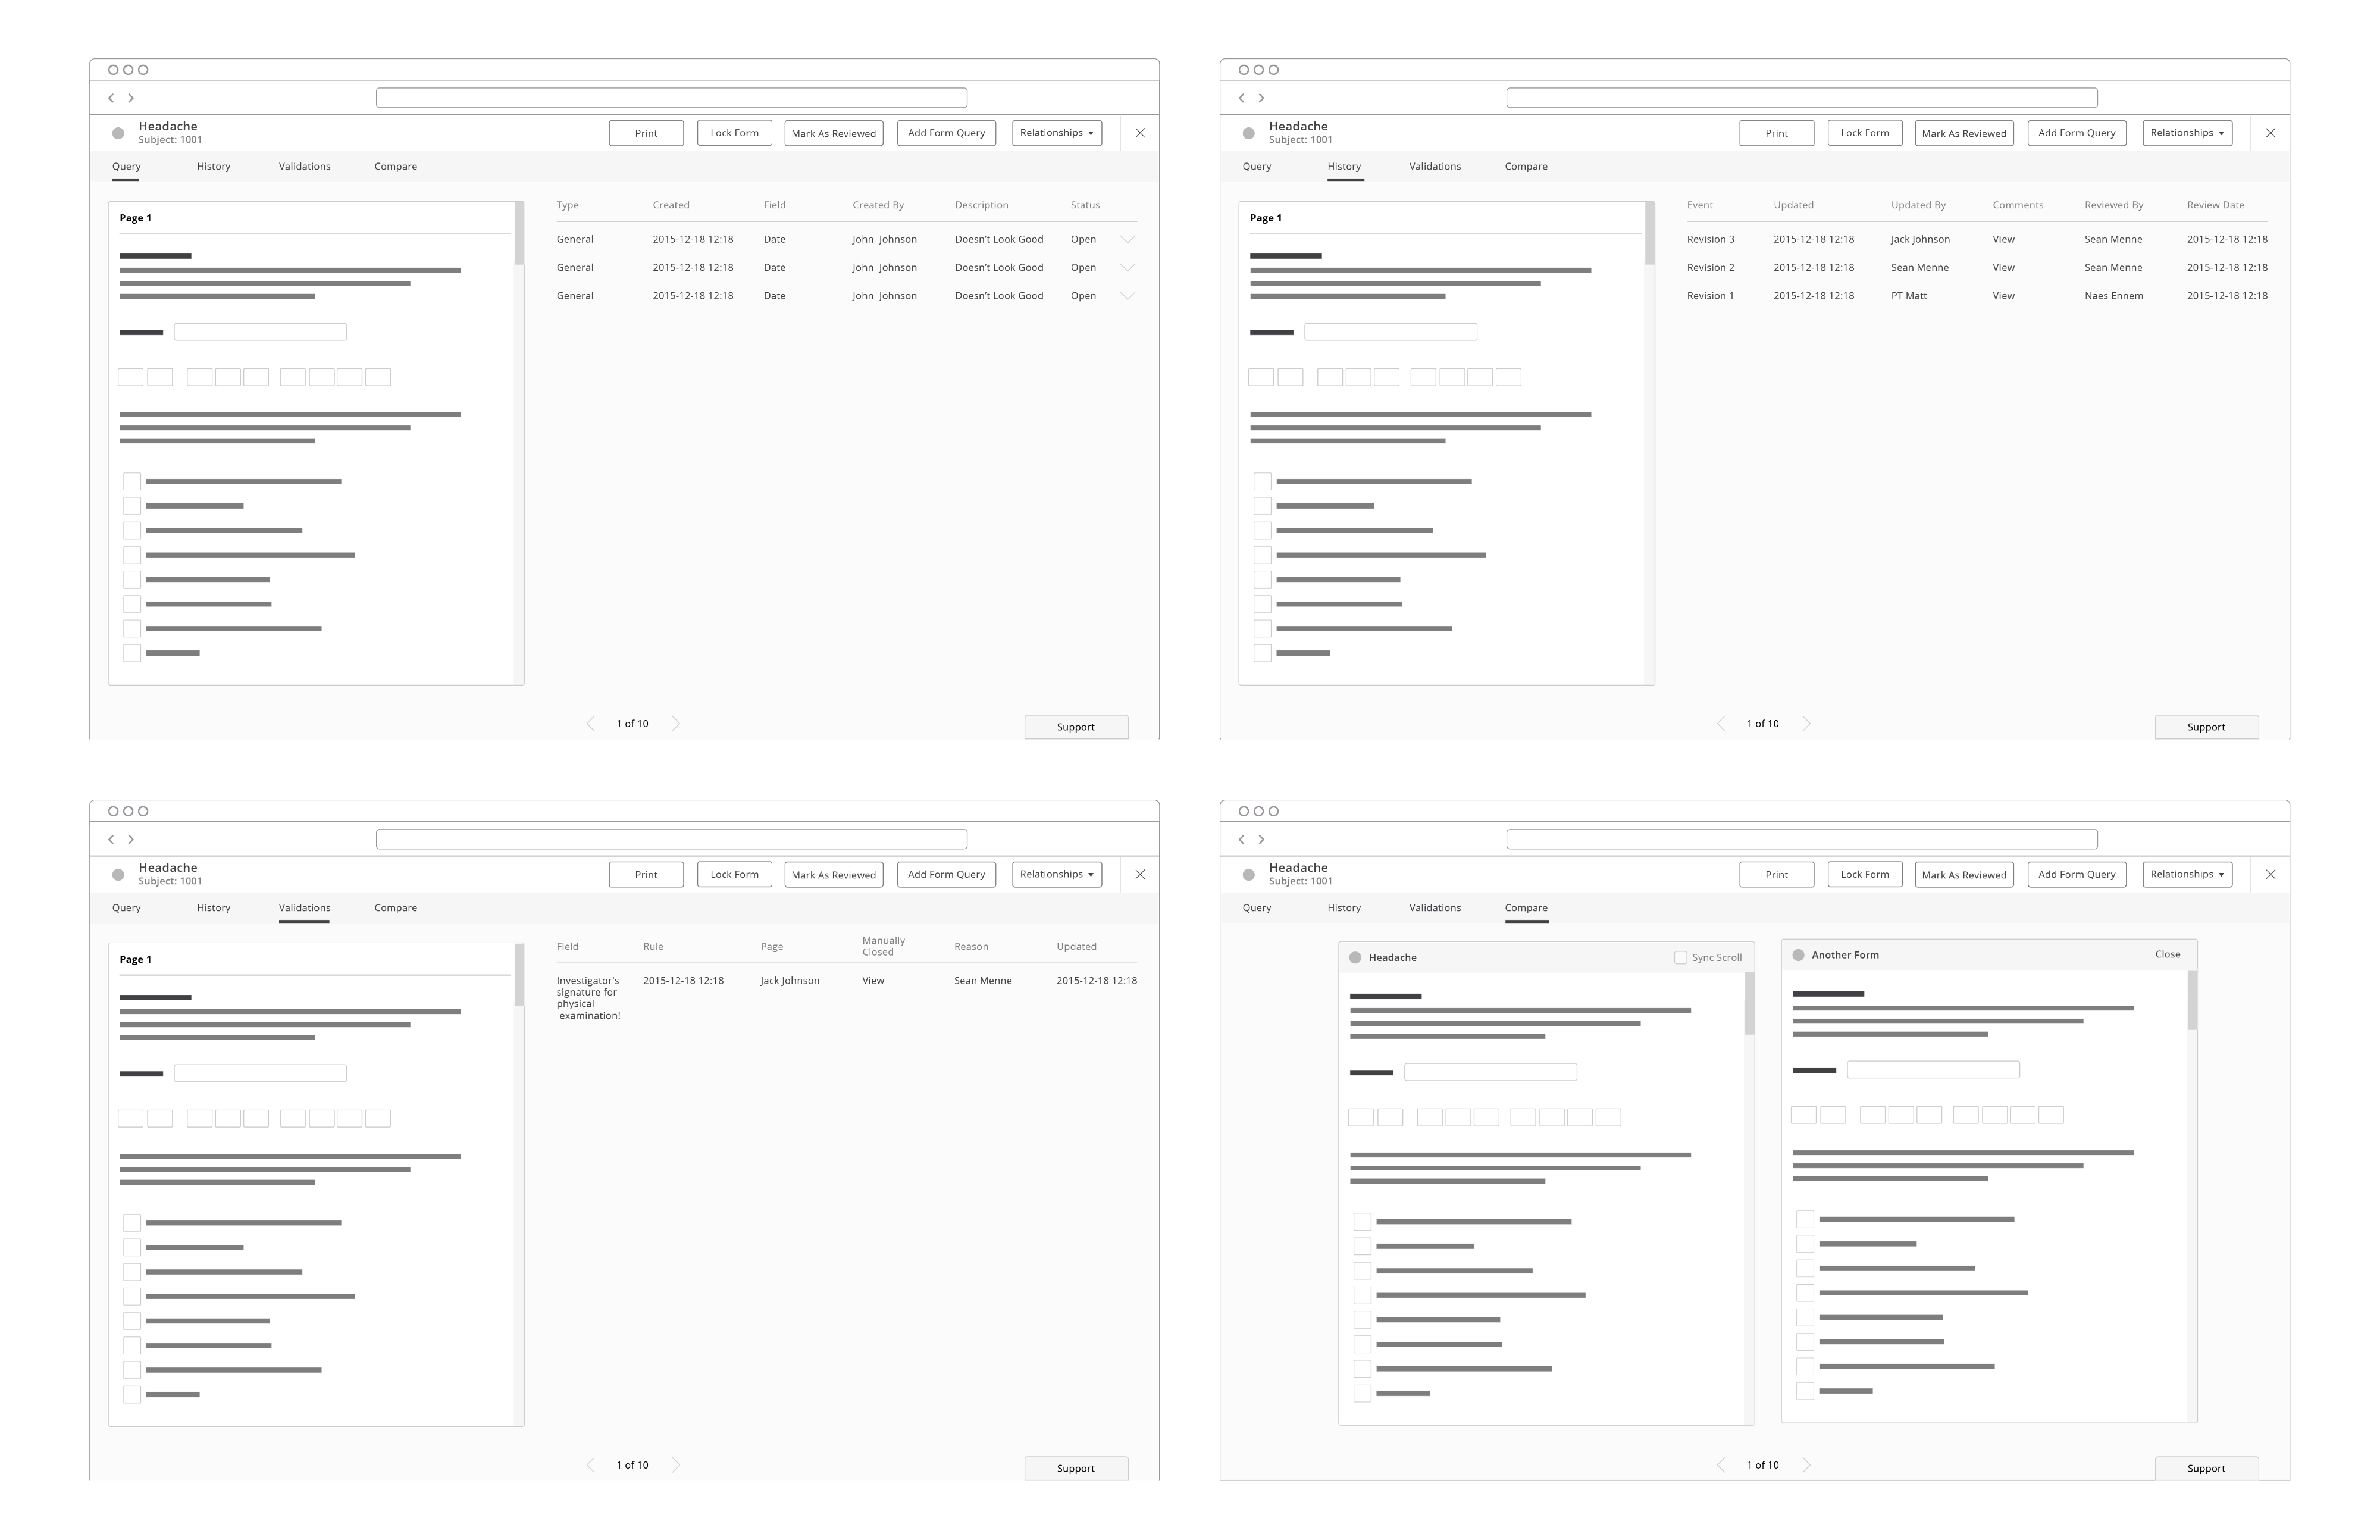 Headache
Subject: 1001
Print Lock Form Mark As Reviewed Add Form Query Relationships
Query History Validations Compare
Page 1
Type Created Field Created By Description Status
General 2015-12-18 12:18 Date John Johnson Doesn't Look Good Open
General 2015-12-18 12:18 Date John Johnson Doesn't Look Good Open
General 2015-12-18 12:18 Date John Johnson Doesn't Look Good Open
1 of 10
Support
Headache
Subject: 1001
Print Lock Form Mark As Reviewed Add Form Query Relationships
Query History Validations Compare
Page 1
Event Updated Updated By Comments Reviewed By Review Date
Revision 3 2015-12-18 12:18 Jack Johnson View Sean Menne 2015-12-18 12:18
Revision 2 2015-12-18 12:18 Sean Menne View Sean Menne 2015-12-18 12:18
Revision 1 2015-12-18 12:18 PT Matt View Naes Ennem 2015-12-18 12:18
1 of 10
Support
Headache
Subject: 1001
Print Lock Form Mark As Reviewed Add Form Query Relationships
Query History Validations Compare
Page 1
Field Rule Page Manually Closed Reason Updated
Investigator's 2015-12-18 12:18 Jack Johnson View Sean Menne 2015-12-18 12:18
signature for
physical
examination!
1 of 10
Support
Headache
Subject: 1001
Print Lock Form Mark As Reviewed Add Form Query Relationships
Query History Validations Compare
Headache Sync Scroll
Another Form Close
1 of 10
Support